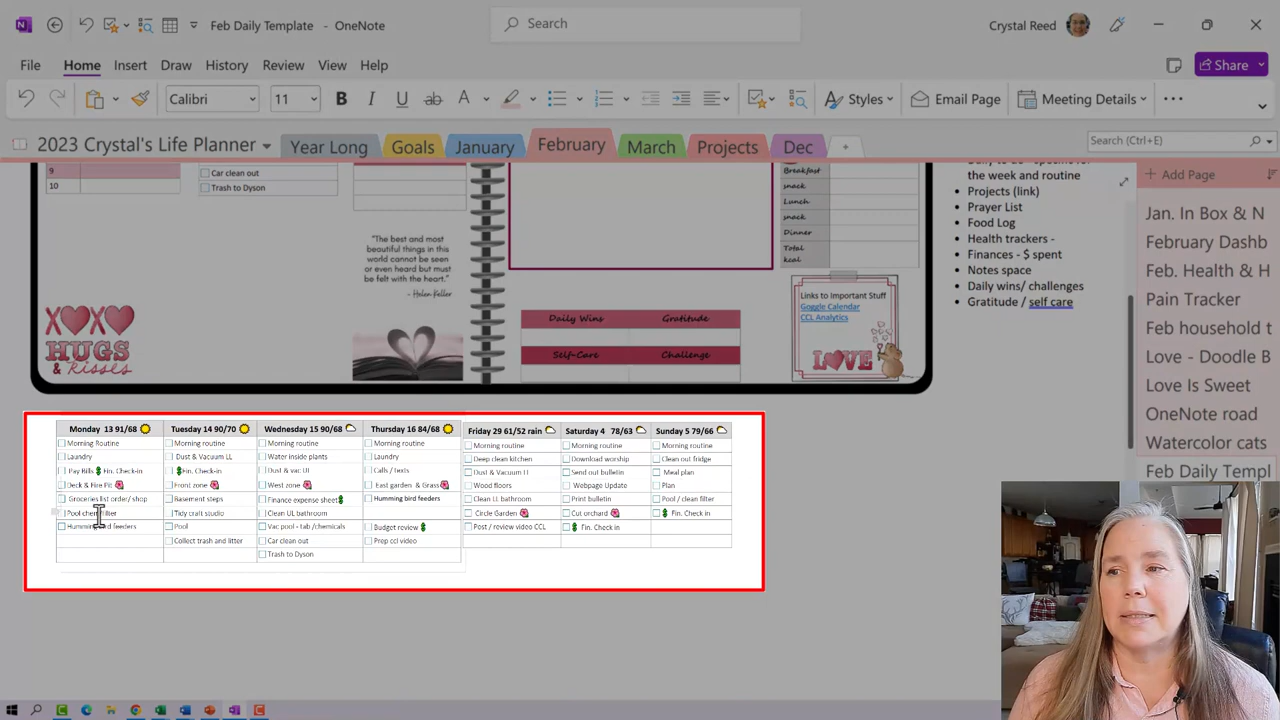 Feb Daily Template - OneNote
Search
Crystal Reed
File Home Insert Draw History Review View Help
Share
Calibri 11
Styles
Email Page
Meeting Details
2023 Crystal's Life Planner
Year Long
Goals
January
February
March
Projects
Dec
Search (Ctrl+E)
9
10
Car clean out
Trash to Dyson
"The best and most
beautiful things in this
world cannot be seen
or even heard but must
be felt with the heart."
~ Helen Keller
XOXO
HUGS
& Kisses
Breakfast
snack
Lunch
snack
Dinner
Total
kcal
Daily Wins
Gratitude
Self-Care
Challenge
Links to Important Stuff
Goggle Calendar
CCL Analytics
LOVE
the week and routine
Projects (link)
Prayer List
Food Log
Health trackers -
Finances - $ spent
Notes space
Daily wins/ challenges
Gratitude / self care
Add Page
Jan. In Box & N
February Dashb
Feb. Health & H
Pain Tracker
Feb household t
Love - Doodle B
Love Is Sweet
OneNote road
Watercolor cats
Feb Daily Templ
Monday 13 91/68
Morning Routine
Laundry
Pay Bills $ Fin. Check-in
Deck & Fire Pit
Groceries list order/ shop
Pool chem filter
Humming bird feeders
Tuesday 14 90/70
Morning routine
Dust & Vacuum LL
$Fin. Check-in
Front zone
Basement steps
Tidy craft studio
Pool
Collect trash and litter
Wednesday 15 90/68
Morning routine
Water inside plants
Dust & vac Ul
West zone
Finance expense sheet$
Clean UL bathroom
Vac pool - tab /chemicals
Car clean out
Trash to Dyson
Thursday 16 84/68
Morning routine
Laundry
Calls / texts
East garden & Grass
Humming bird feeders
Budget review $
Prep ccl video
Friday 29 61/52 rain
Morning routine
Deep clean kitchen
Dust & Vacuum
Wood floors
Clean LL bathroom
Circle Garden
Post / review video CCL
Saturday 4 78/63
Morning routine
Download worship
Send out bulletin
Webpage Update
Print bulletin
Cut orchard
$ Fin. Check in
Sunday 5 79/66
Morning routine
Clean out fridge
Meal plan
Plan
Pool / clean filter
$ Fin. Check in